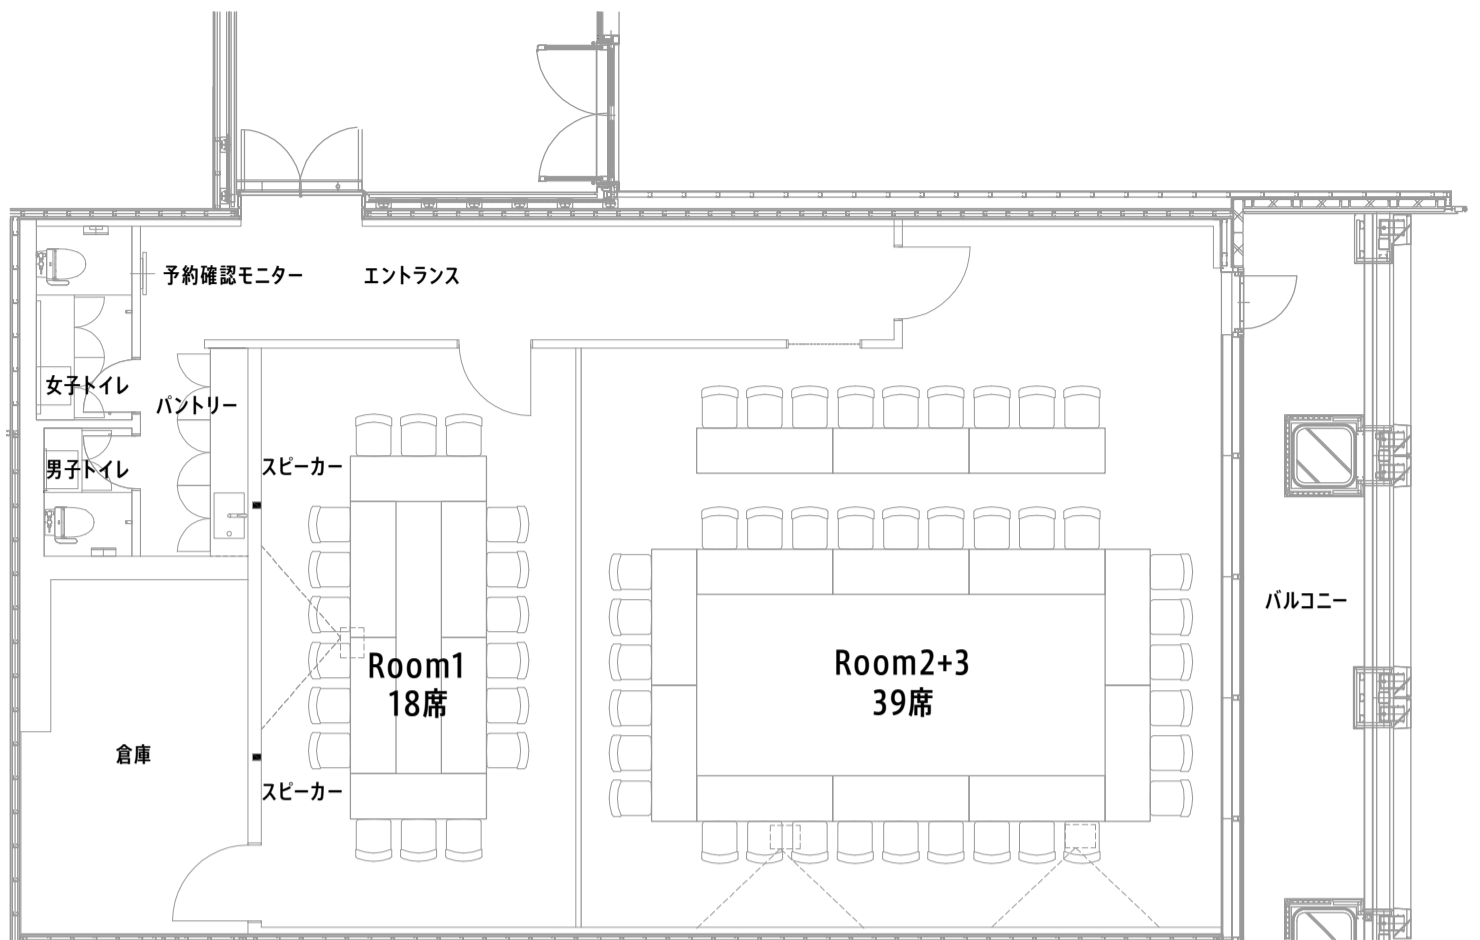 予約確認モニター
エントランス
女子トイレ
パントリー
男子トイレ
スピーカー
バルコニー
Room1
18席
Room2+3
39席
倉庫
スピーカー